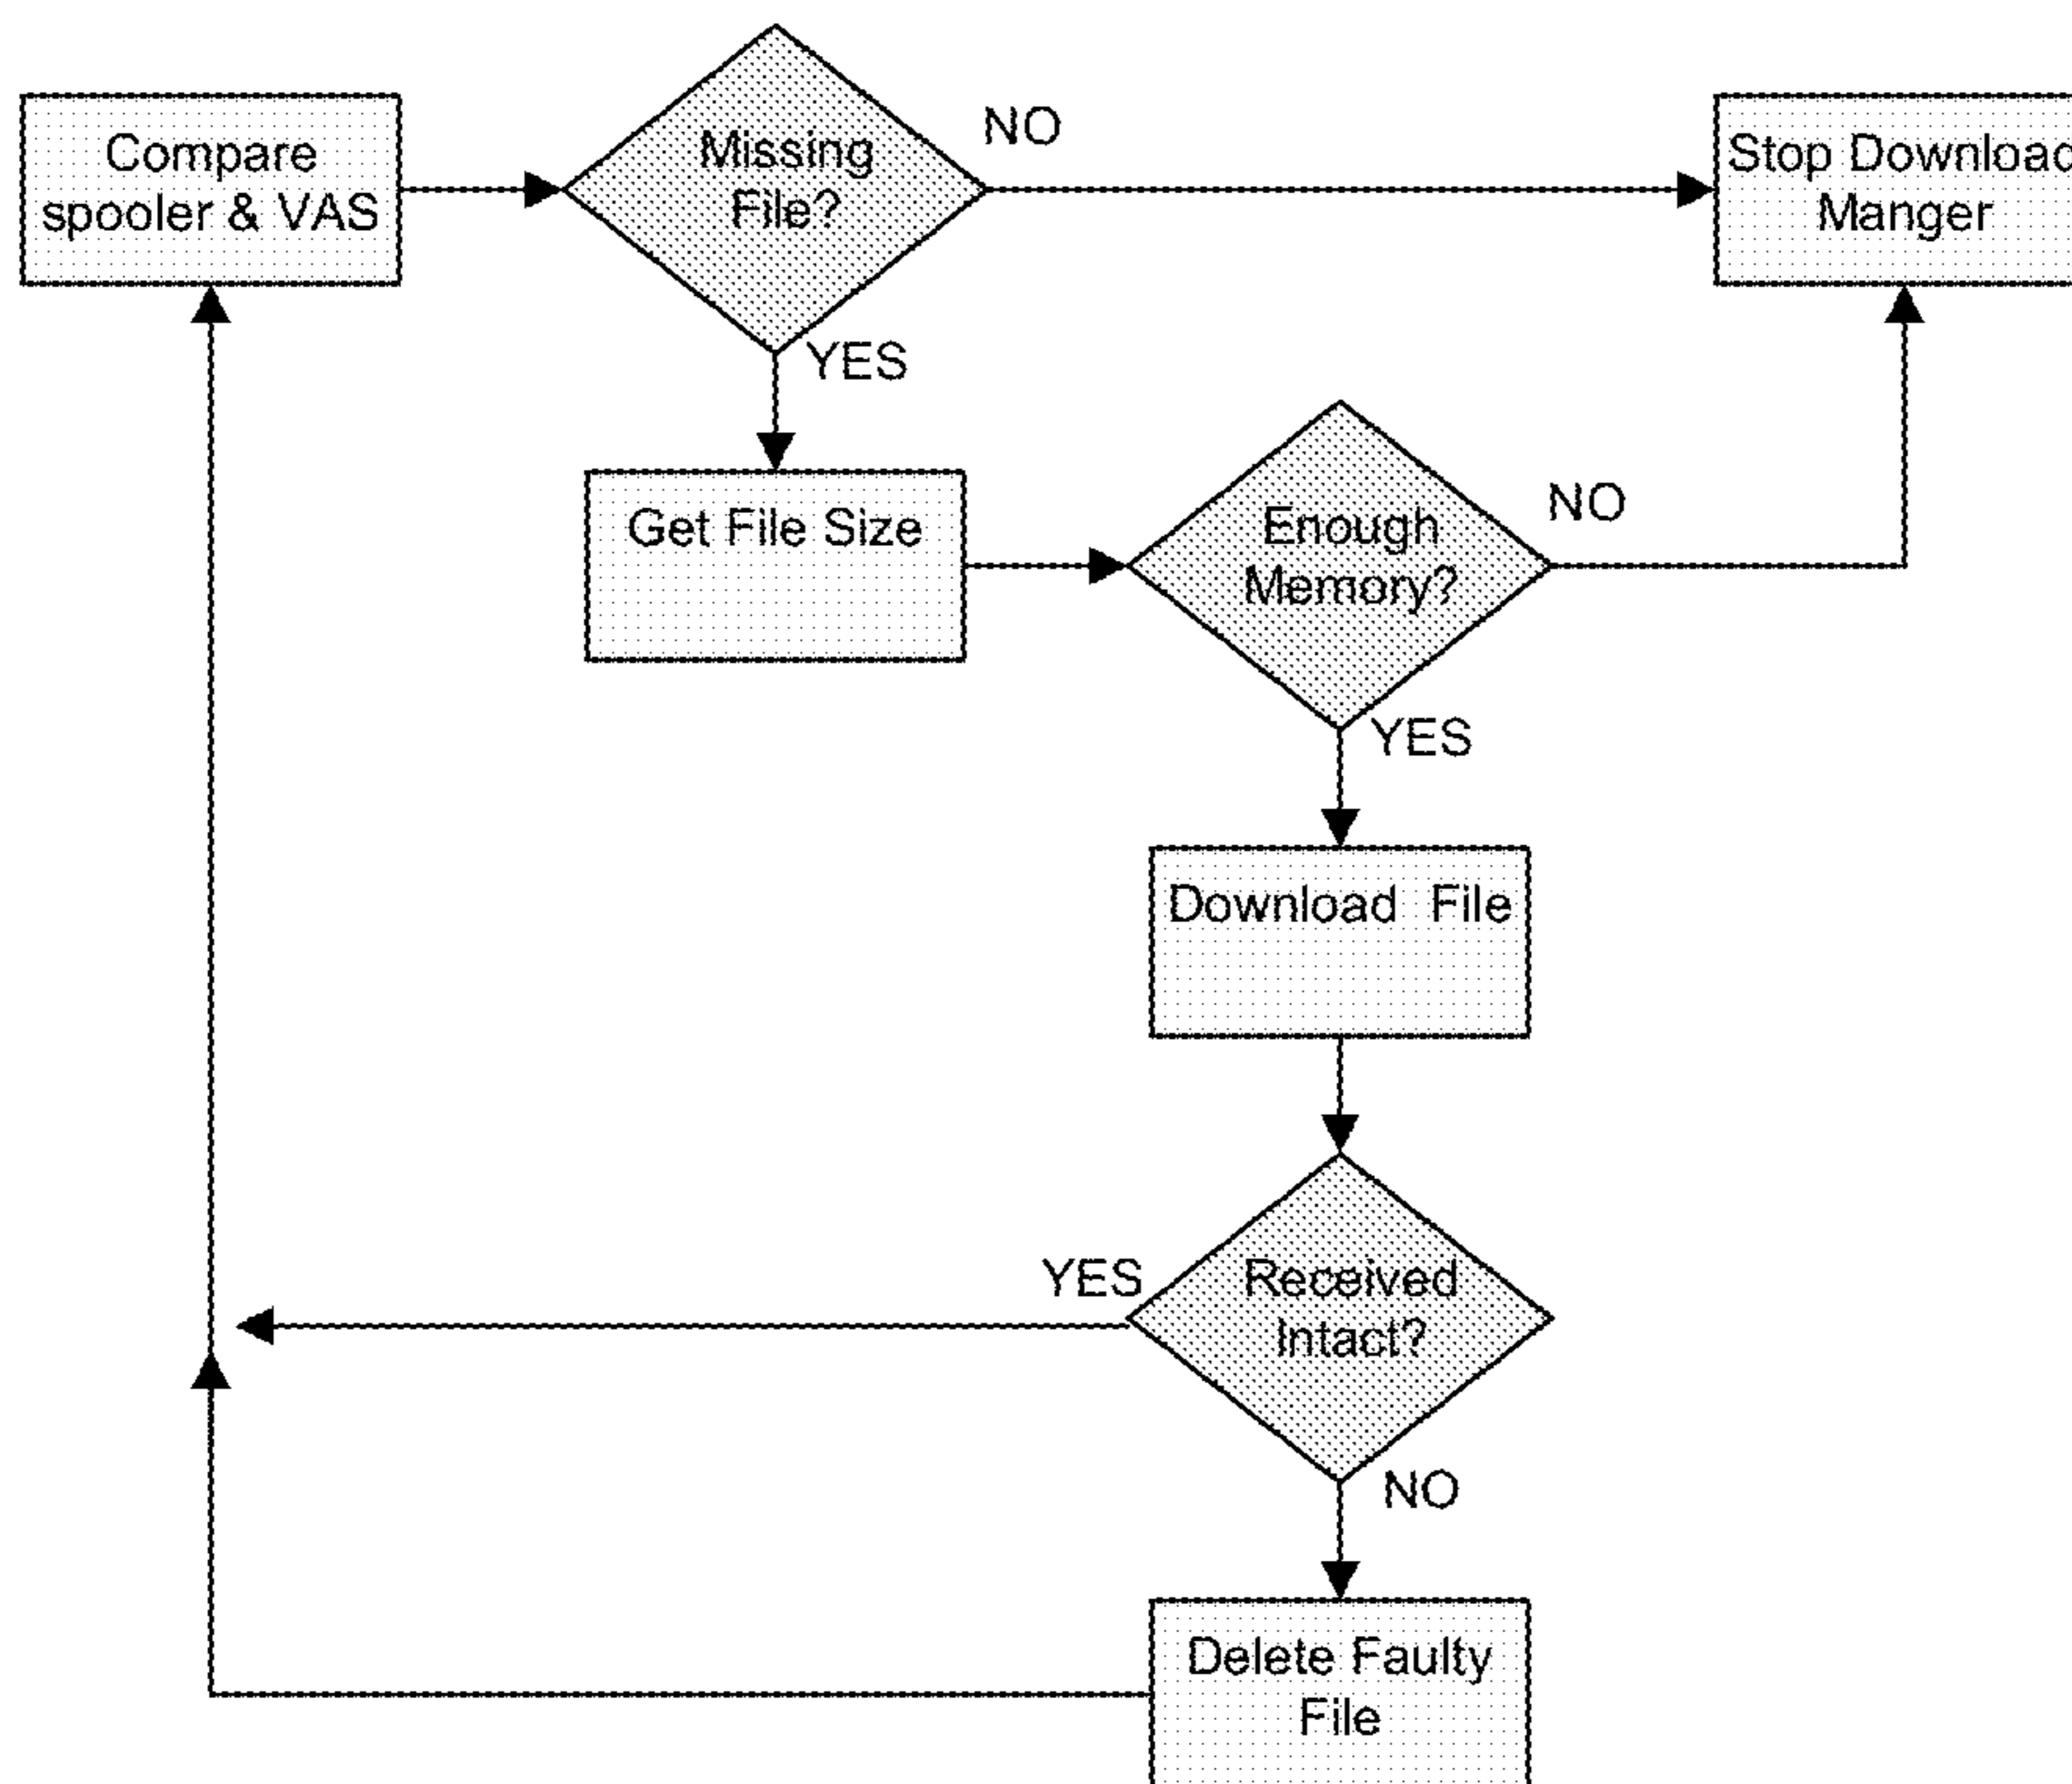 Compare
spooler & VAS
Missing
File?
NO
Stop Download
Manger
YES
Get File Size
Enough
Memory?
NO
YES
Download File
YES
Received
Intact?
NO
Delete Faulty
File